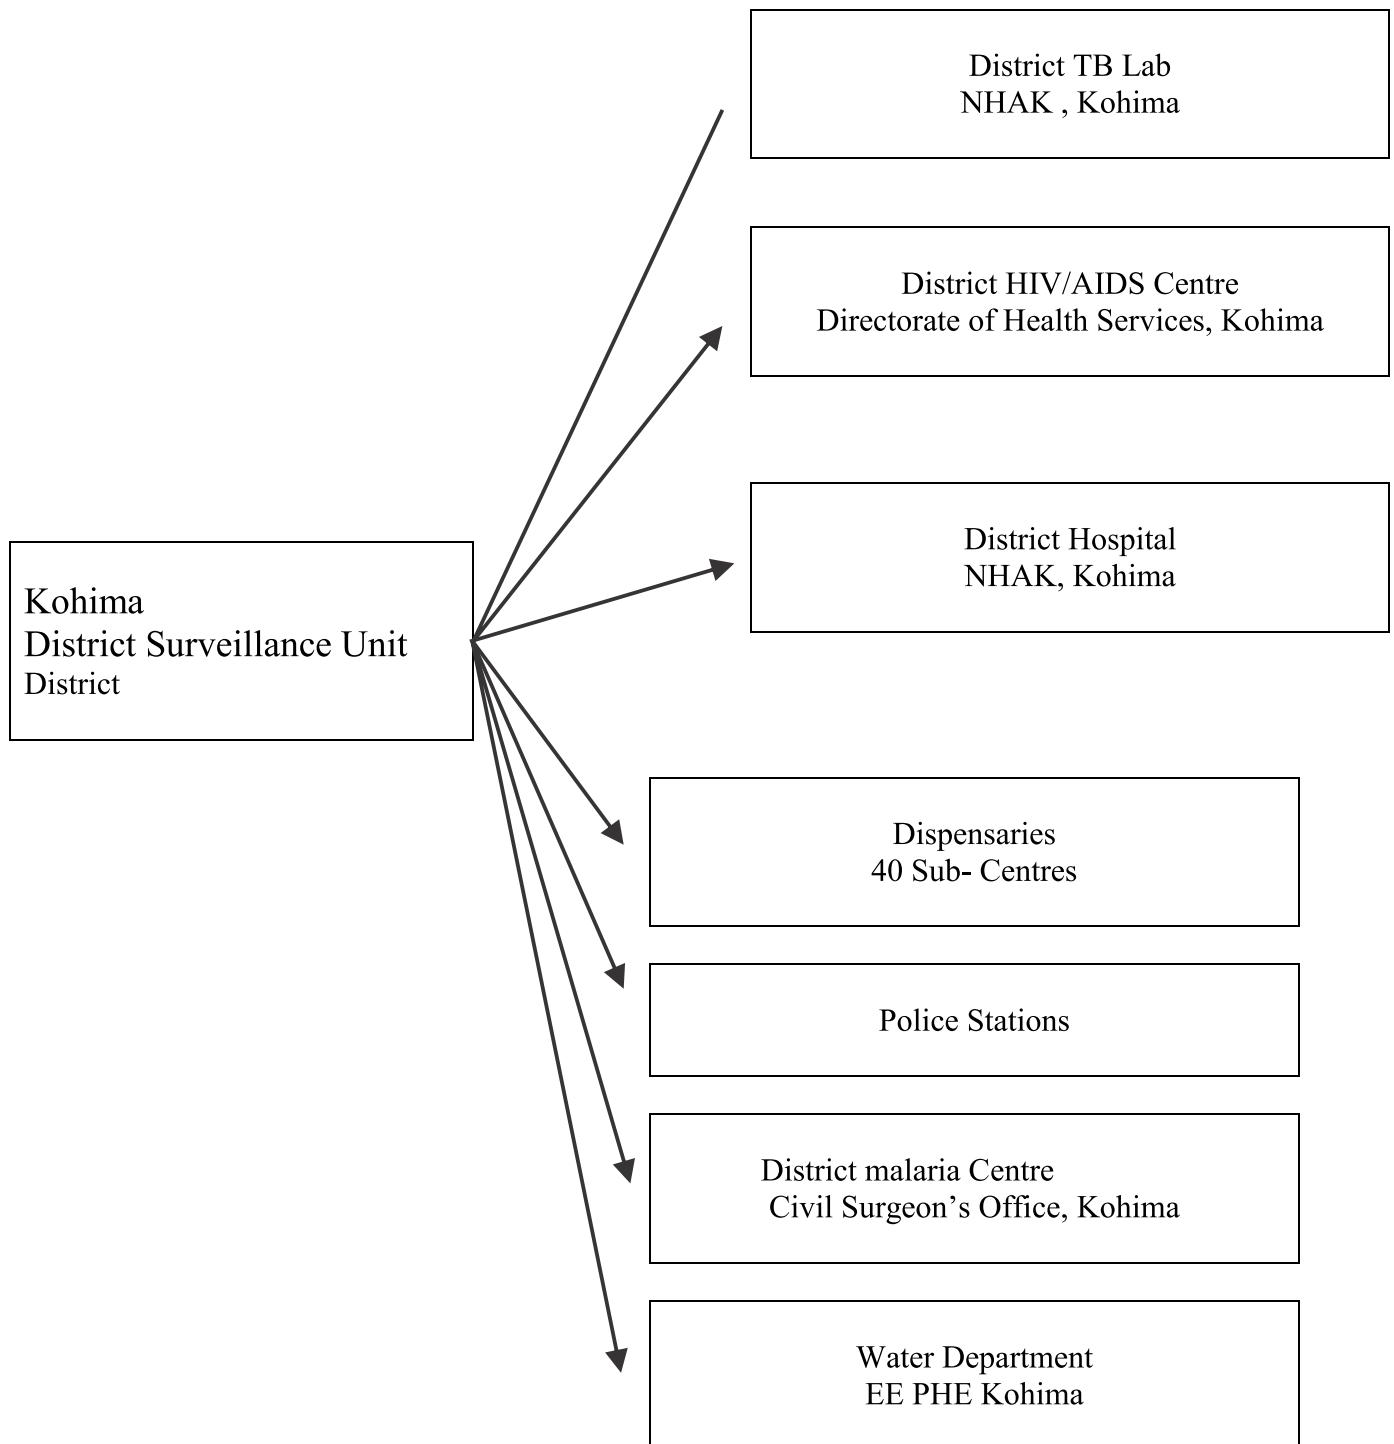 District TB Lab
NHAK , Kohima
District HIV/AIDS Centre
Directorate of Health Services, Kohima
District Hospital
NHAK, Kohima
Kohima
District Surveillance Unit
District
Dispensaries
40 Sub- Centres
Police Stations
District malaria Centre
Civil Surgeon’s Office, Kohima
Water Department
EE PHE Kohima